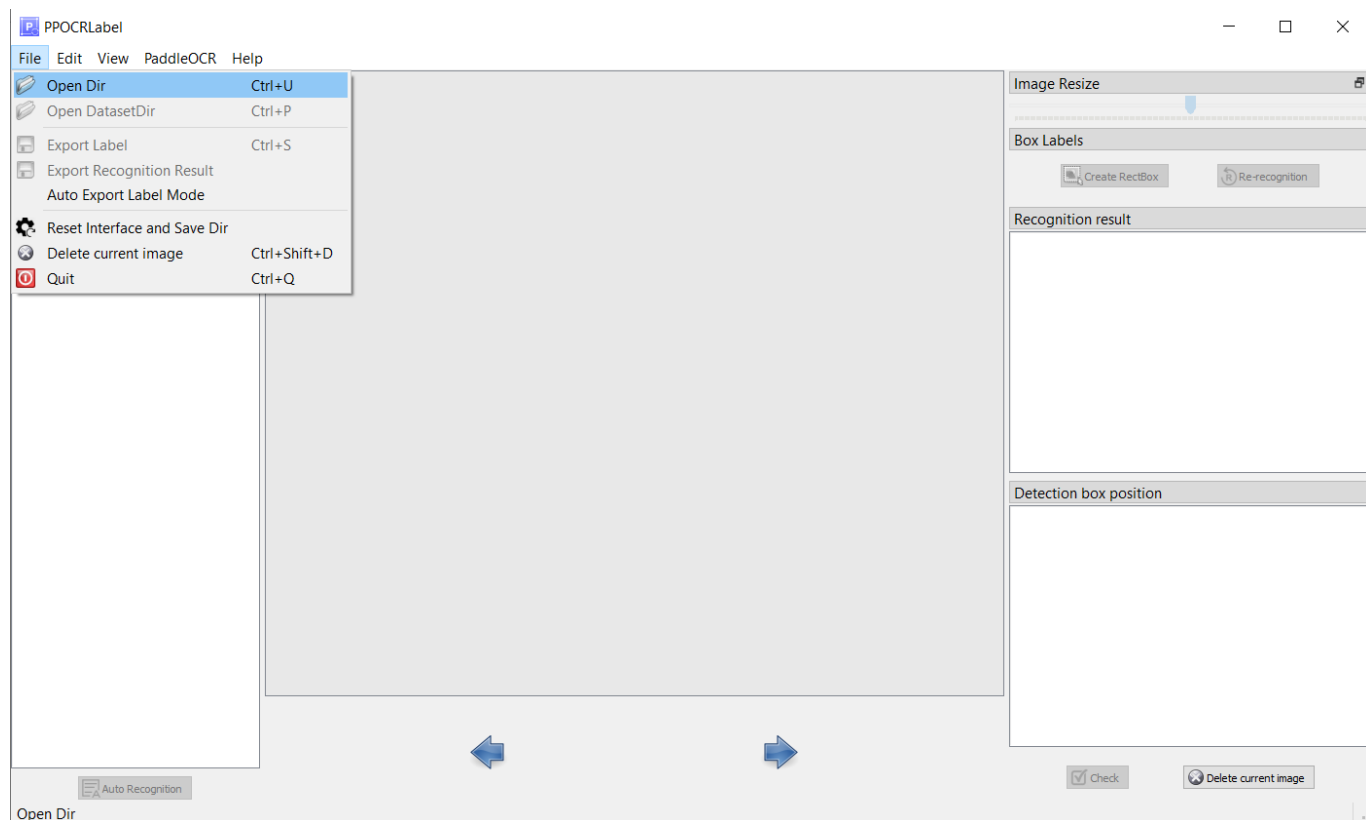 PPOCRLabel
File Edit View PaddleOCR Help
Open Dir Ctrl+U
Open DatasetDir Ctrl+P
Export Label Ctrl+S
Export Recognition Result
Auto Export Label Mode
Reset Interface and Save Dir
Delete current image Ctrl+Shift+D
Quit Ctrl+Q
Image Resize
Box Labels
Create RectBox Re-recognition
Recognition result
Detection box position
Check Delete current image
Auto Recognition
Open Dir